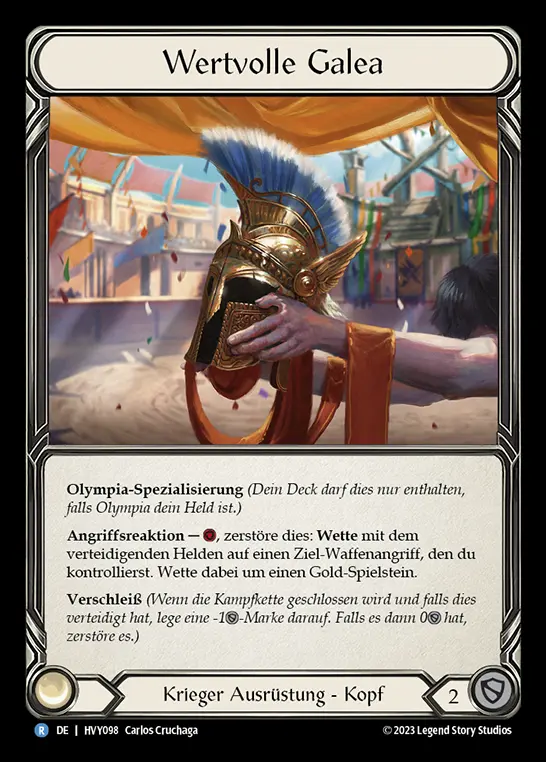 Wertvolle Galea
Olympia-Spezialisierung (Dein Deck darf dies nur enthalten,
falls Olympia dein Held ist.)
Angriffsreaktion — , zerstöre dies: Wette mit dem
verteidigenden Helden auf einen Ziel-Waffenangriff, den du
kontrollierst. Wette dabei um einen Gold-Spielstein.
Verschleiß (Wenn die Kampfkette geschlossen wird und falls dies
verteidigt hat, lege eine -1-Marke darauf. Falls es dann 0 hat,
zerstöre es.)
Krieger Ausrüstung - Kopf
2
R DE | HVY098 Carlos Cruchaga
© 2023 Legend Story Studios